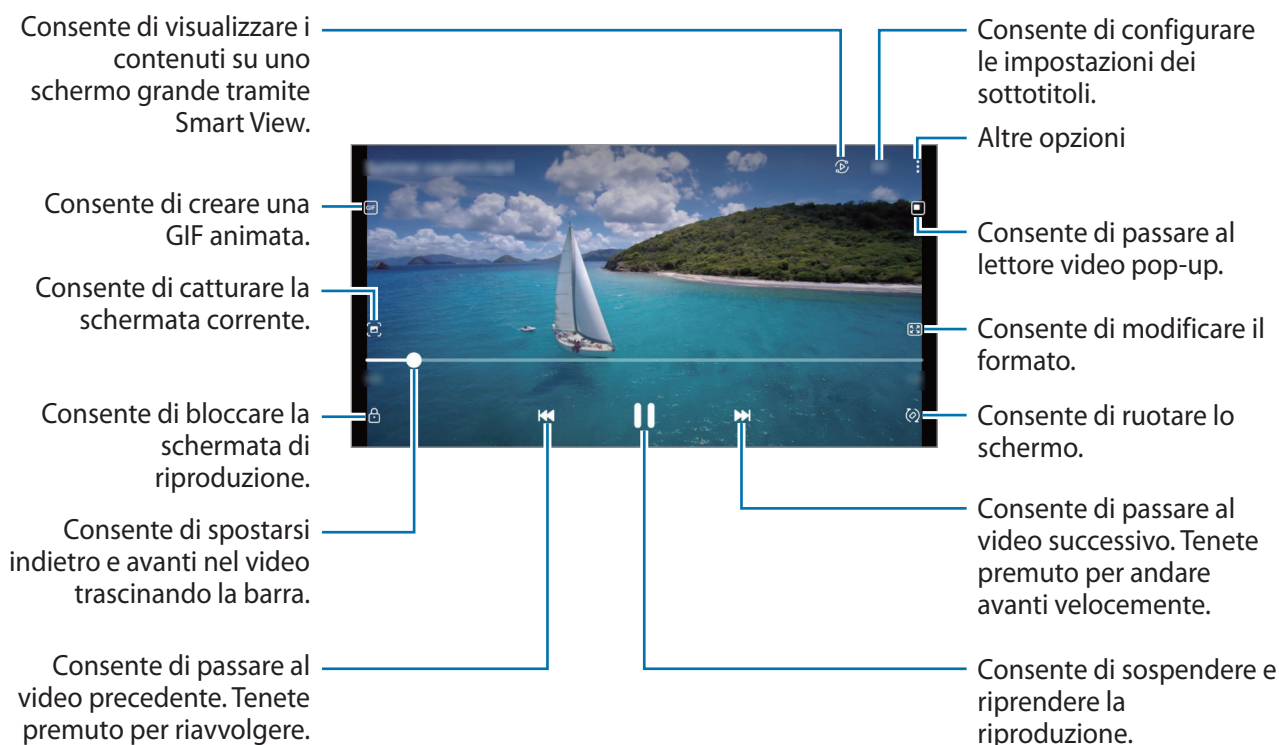 Consente di visualizzare i
contenuti su uno
schermo grande tramite
Smart View.
Consente di creare una
GIF animata.
Consente di catturare la
schermata corrente.
Consente di bloccare la
schermata di
riproduzione.
Consente di spostarsi
indietro e avanti nel video
trascinando la barra.
Consente di passare al
video precedente. Tenete
premuto per riavvolgere.
GIF
Consente di configurare
le impostazioni dei
sottotitoli.
Altre opzioni
Consente di passare al
lettore video pop-up.
Consente di modificare il
formato.
Consente di ruotare lo
schermo.
Consente di passare al
video successivo. Tenete
premuto per andare
avanti velocemente.
Consente di sospendere e
riprendere la
riproduzione.